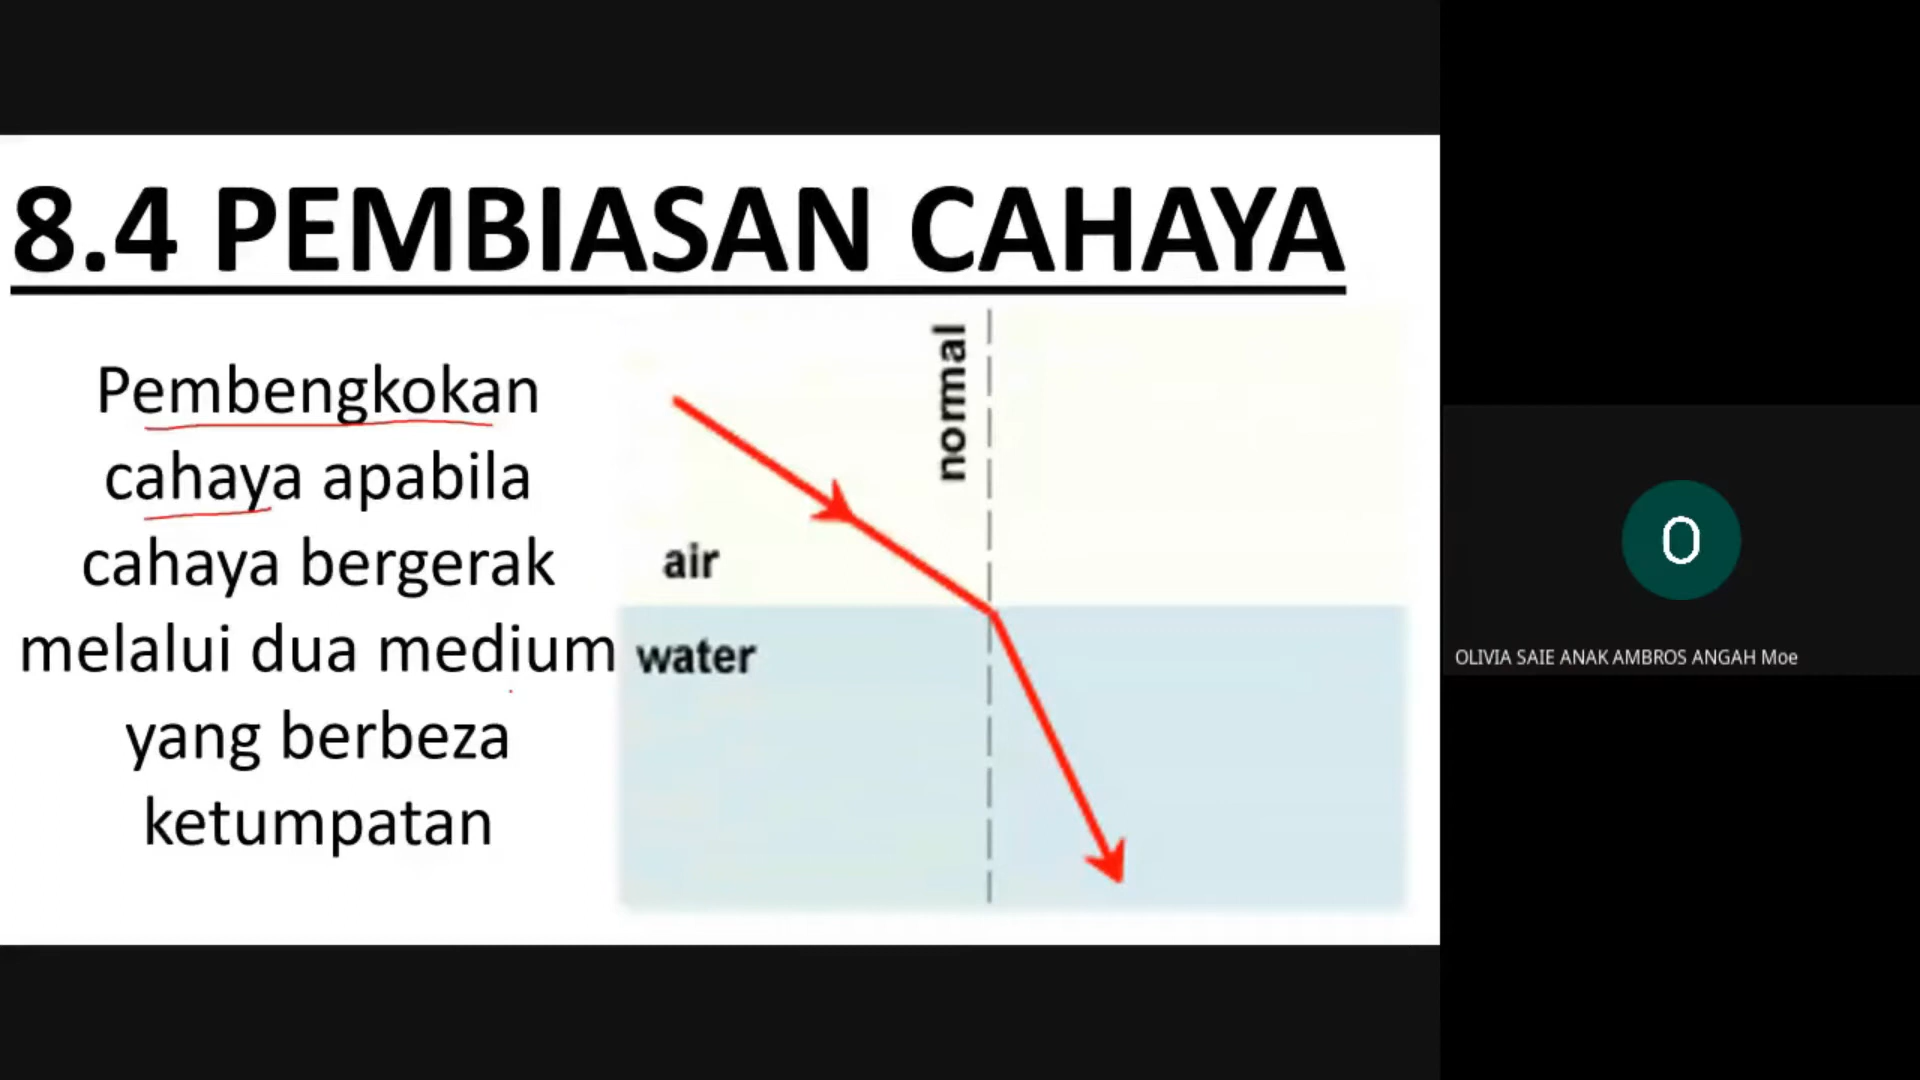 8.4 PEMBIASAN CAHAYA
Pembengkokan
cahaya apabila
cahaya bergerak
melalui dua medium
yang berbeza
ketumpatan
normal
air
water
O
OLIVIA SAIE ANAK AMBROS ANGAH Moe